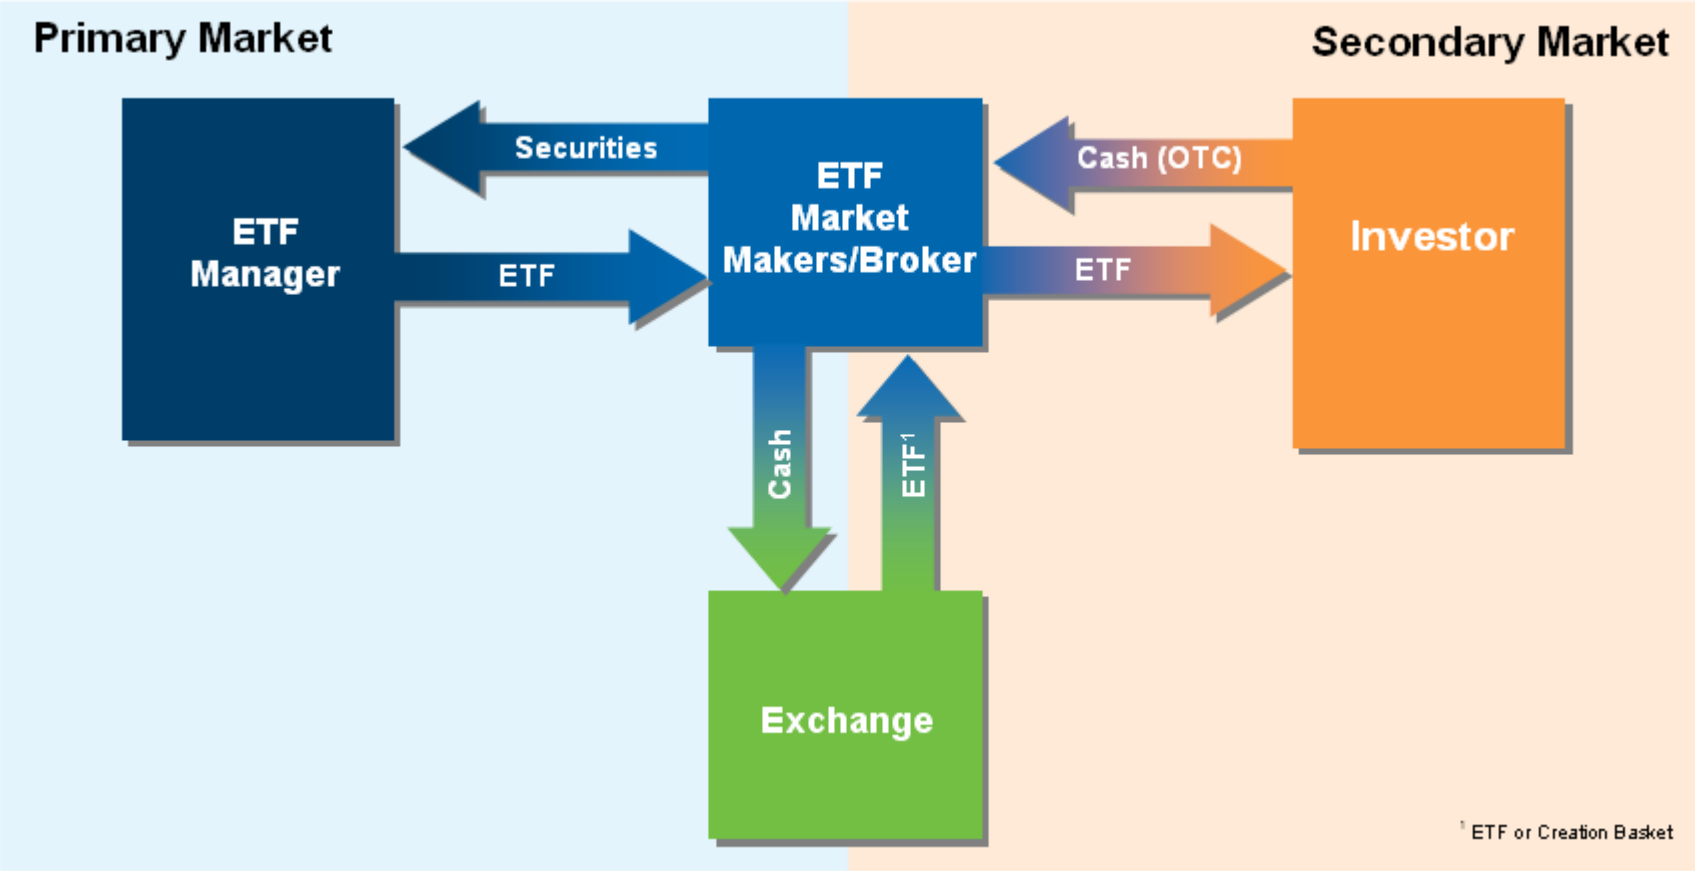 Primary Market
Secondary Market
ETF
Manager
Securities
ETF
ETF
Market
Makers/Broker
Cash (OTC)
ETF
Investor
Cash
ETF¹
Exchange
¹ ETF or Creation Basket